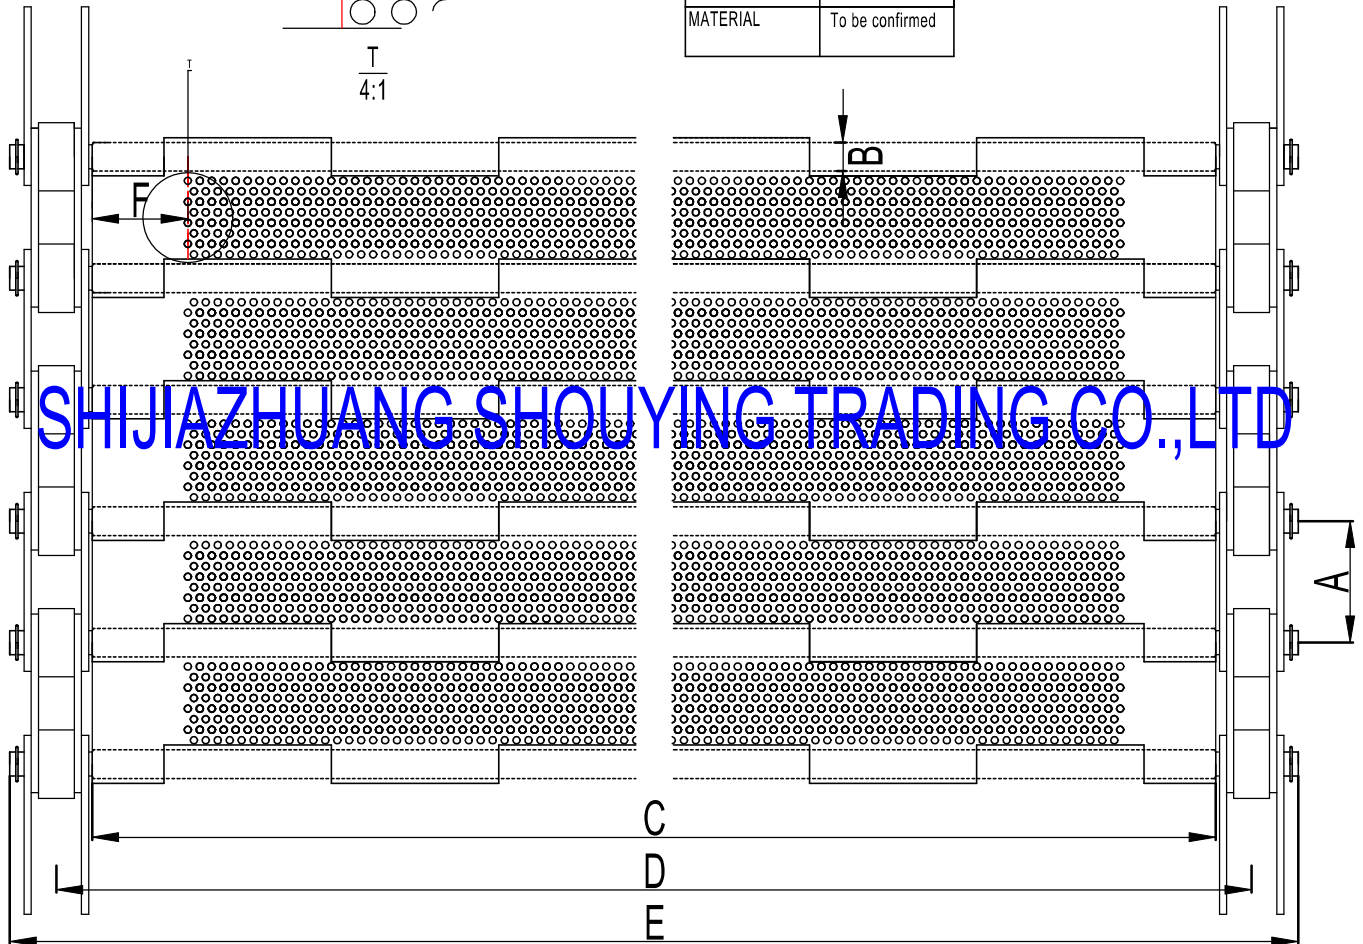 MATERIAL To be confirmed
T
4:1
T
B
F
SHIJIAZHUANG SHOUYING TRADING CO.,LTD
A
C
D
E